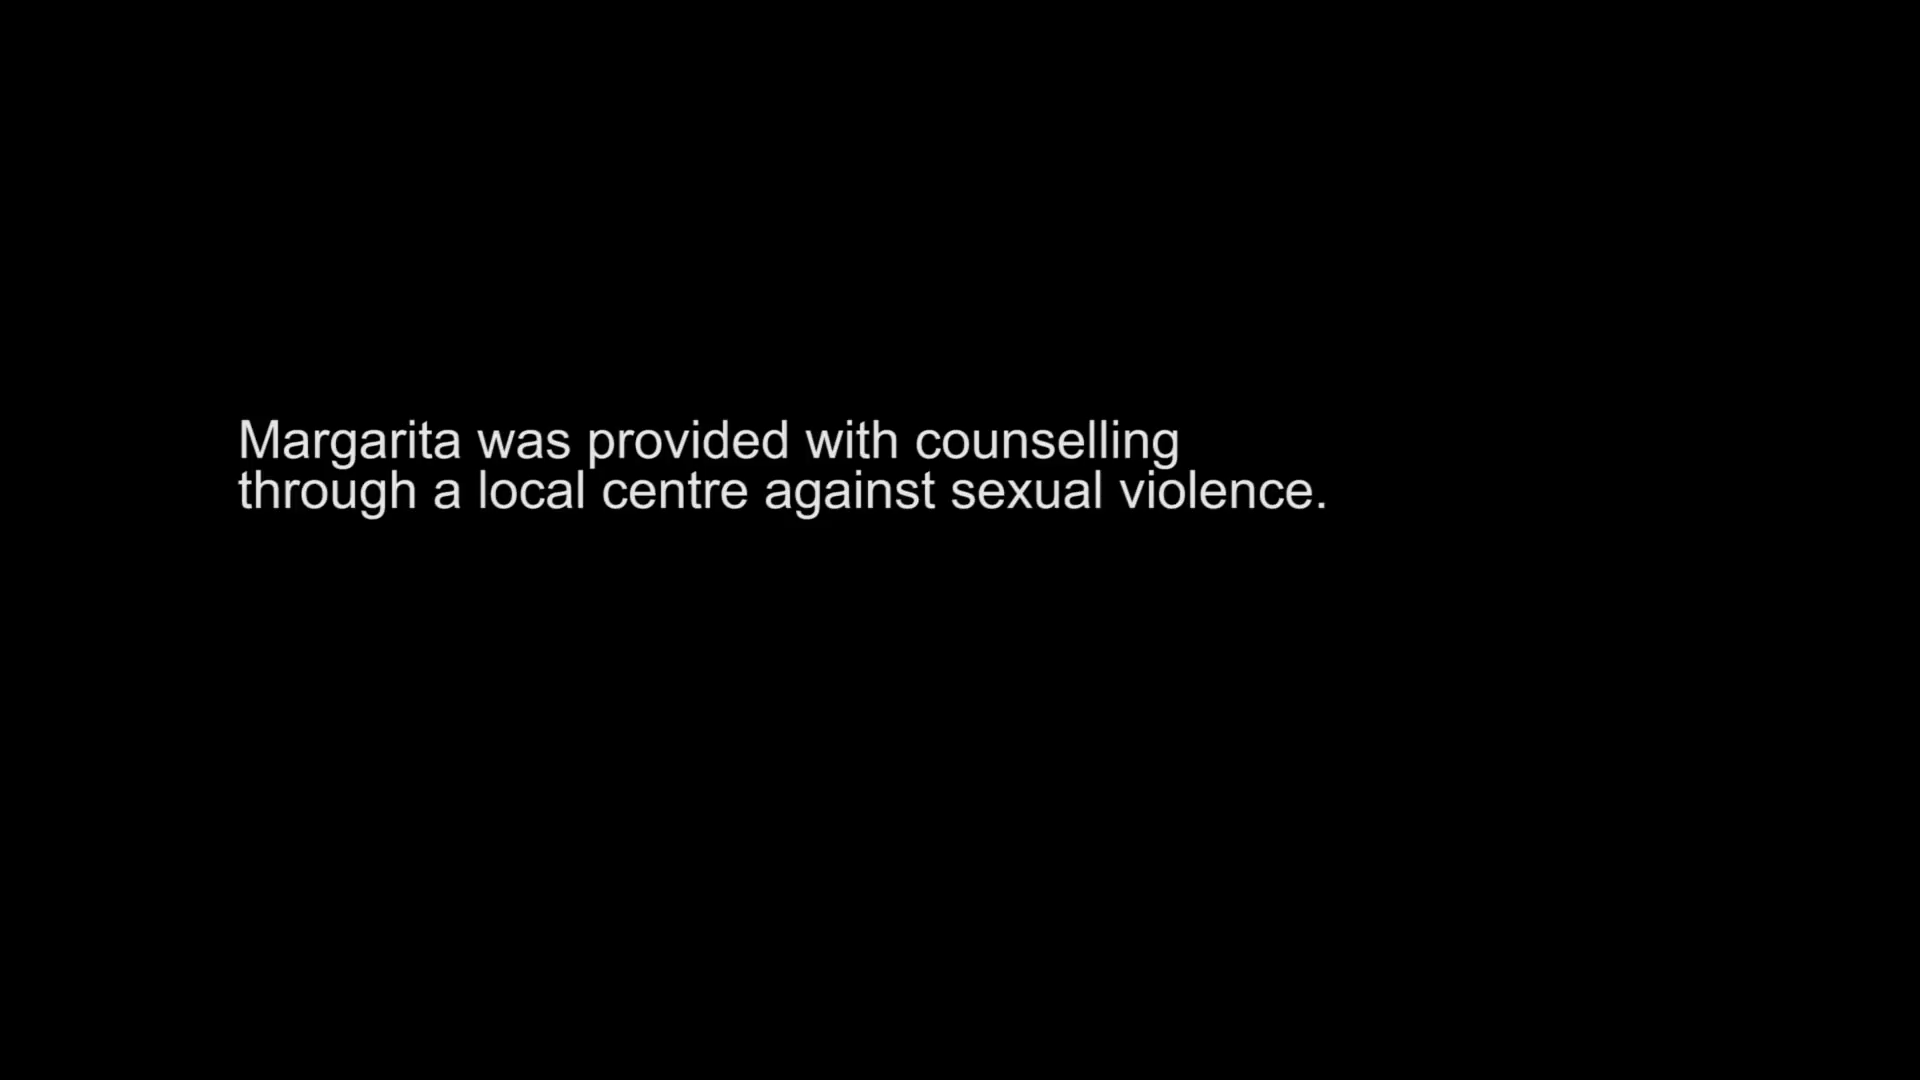 Margarita was provided with counselling
through a local centre against sexual violence.